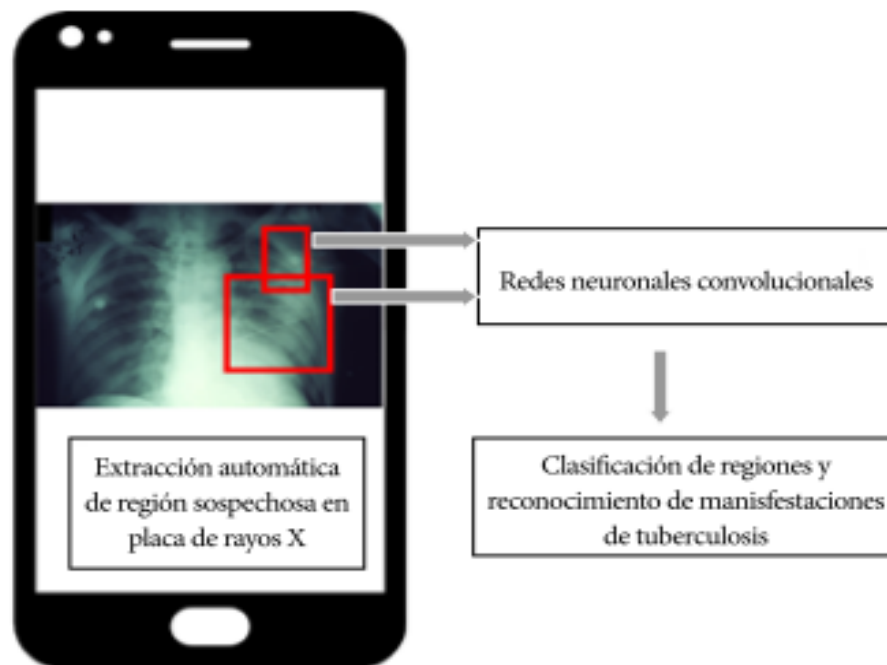 Redes neuronales convolucionales
Extracción automática
de región sospechosa en
placa de rayos X
Clasificación de regiones y
reconocimiento de manisfestaciones
de tuberculosis